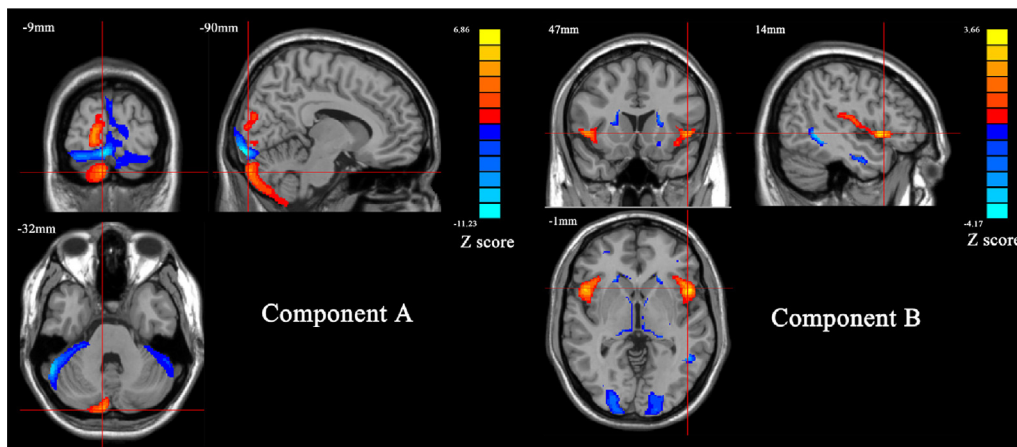 -9mm
-90mm
6.86
-11.23
Z score
-32mm
Component A
47mm
14mm
3.66
-4.17
Z score
-1mm
Component B